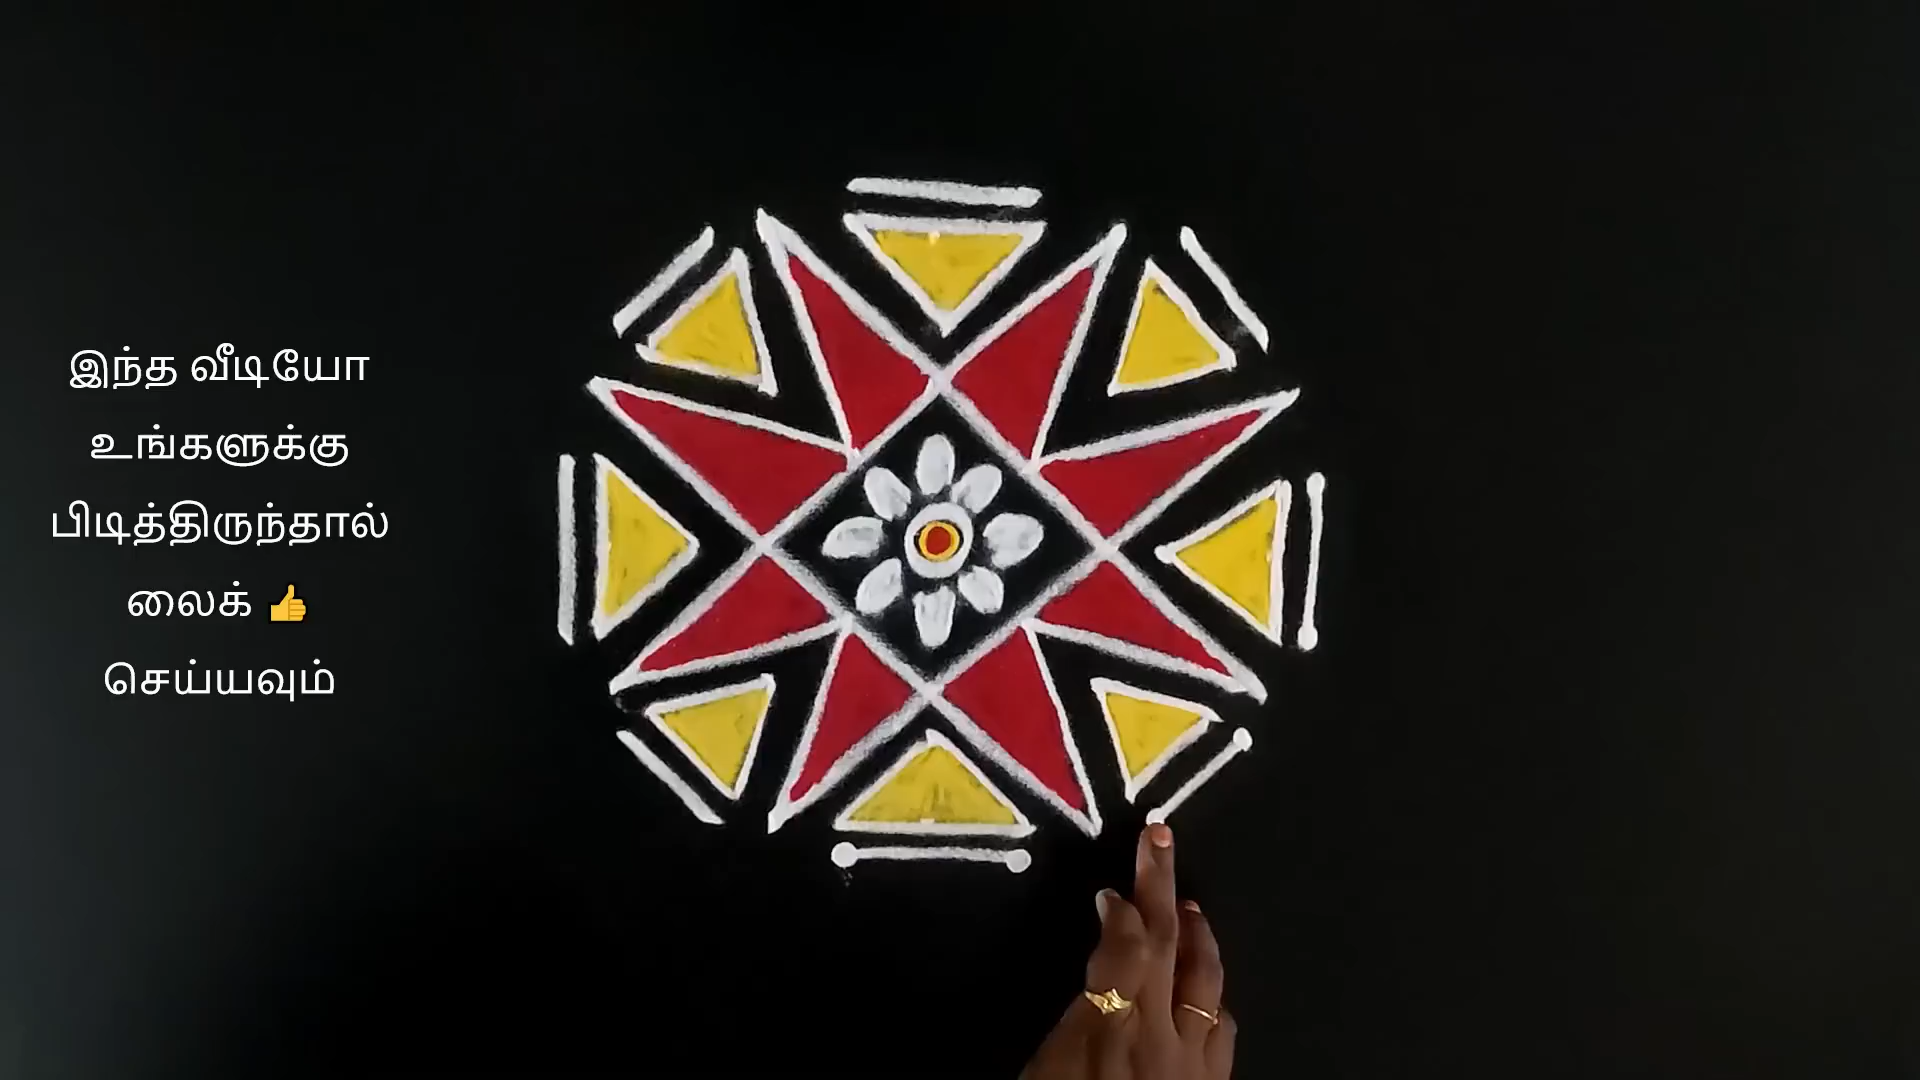 இந்த வீடியோ
உங்களுக்கு
பிடித்திருந்தால்
லைக் 👍
செய்யவும்